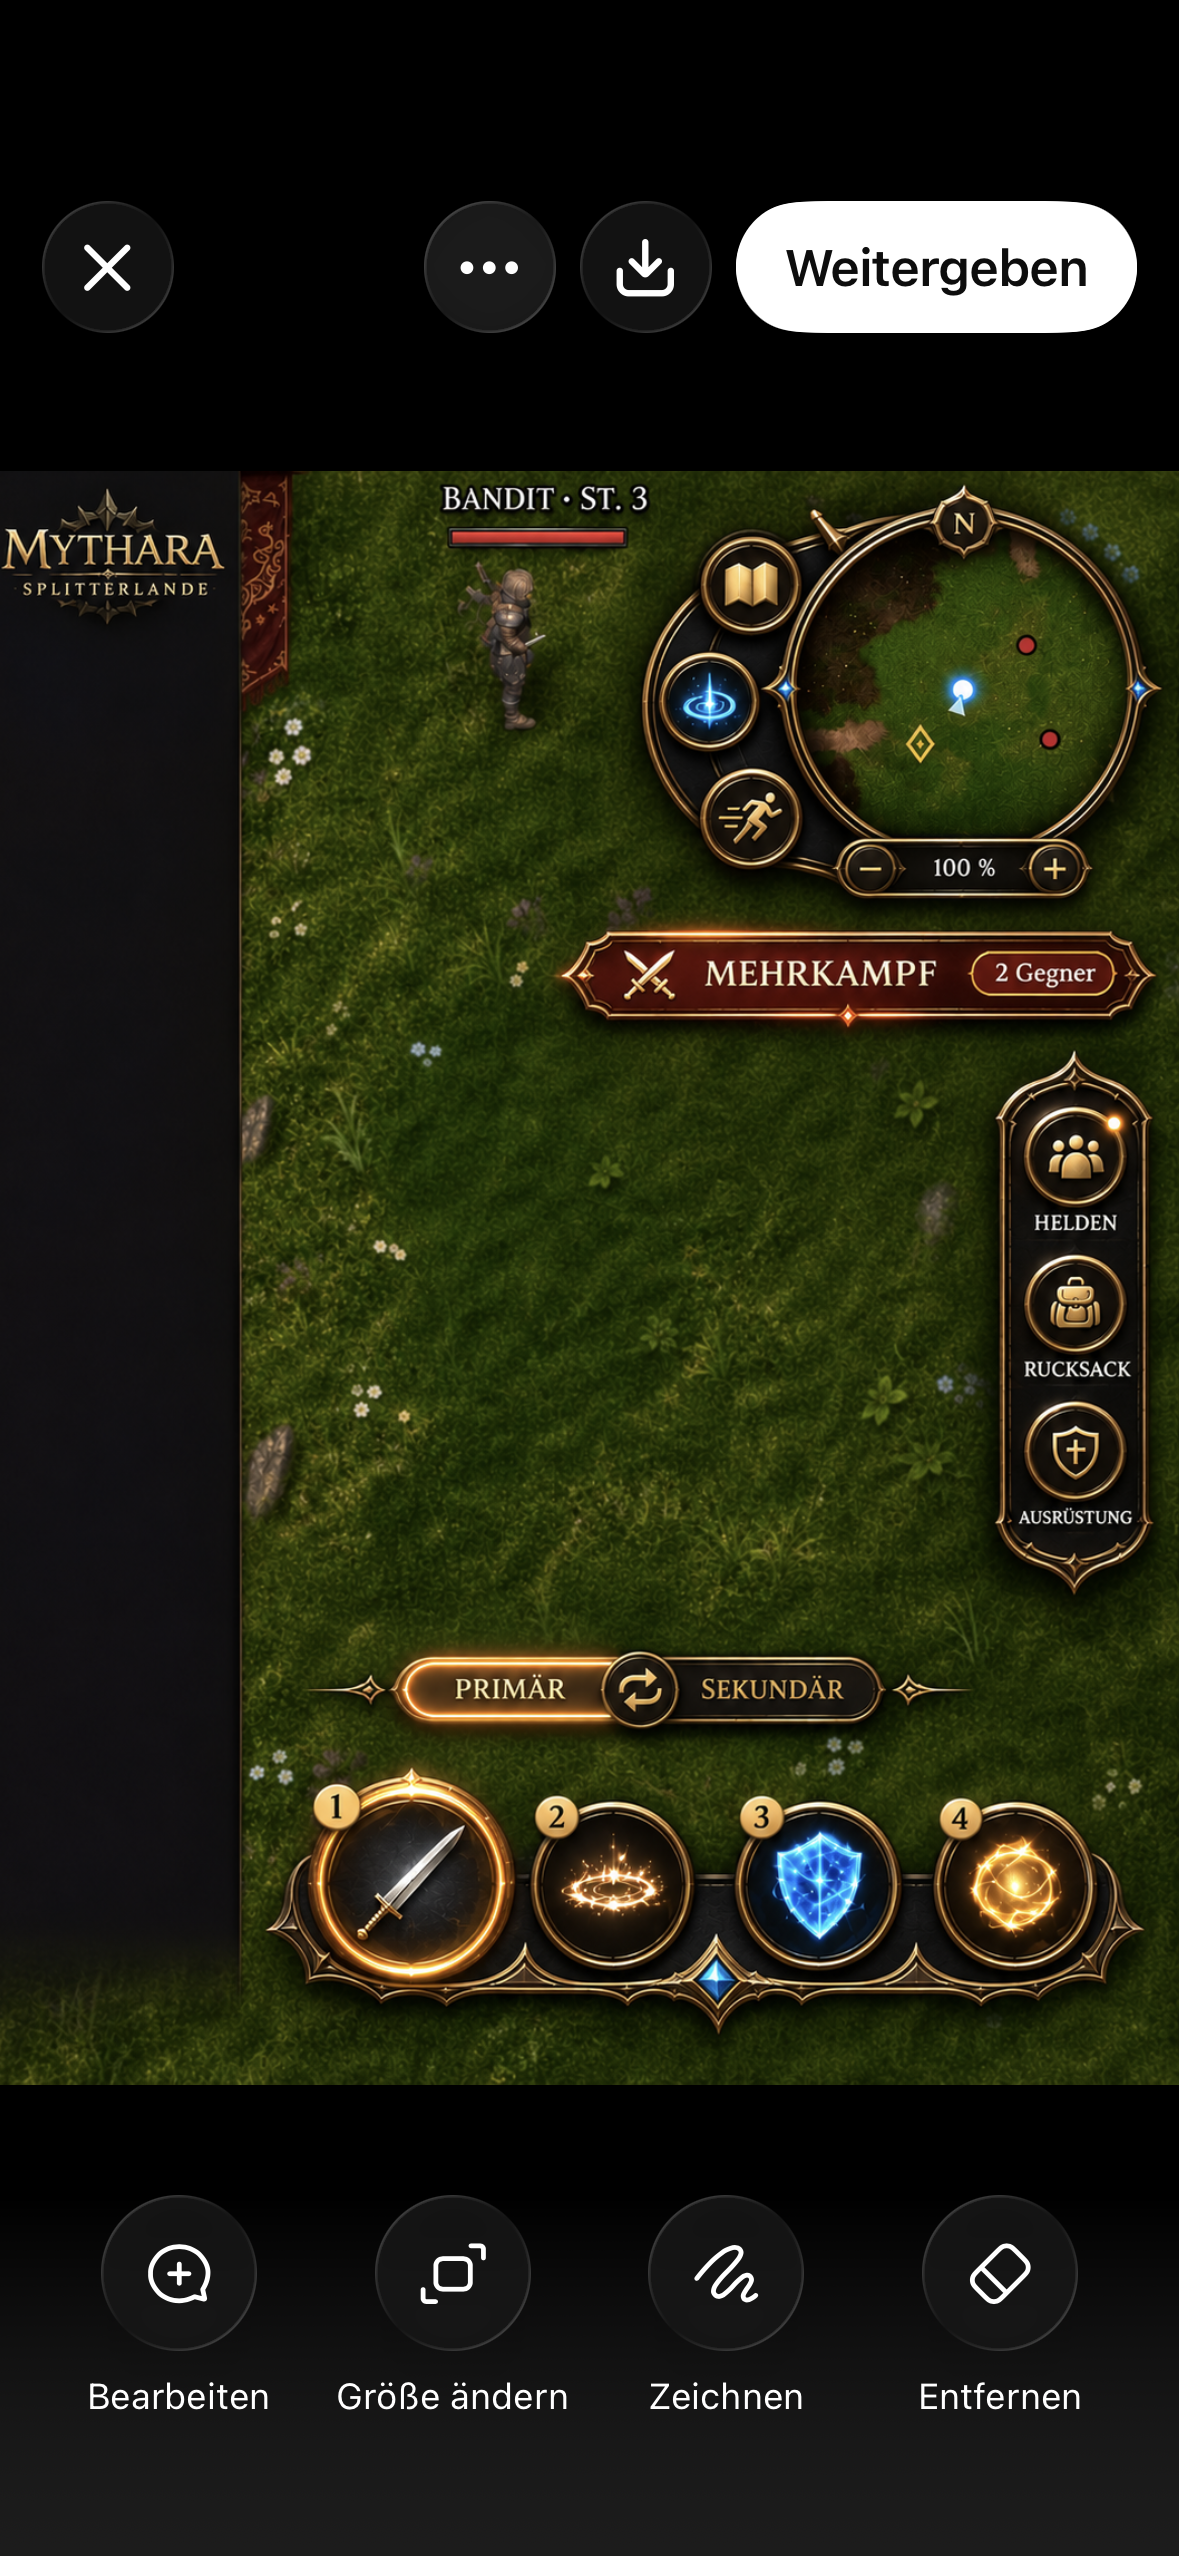 Weitergeben
MYTHARA
SPLITTERLANDE
BANDIT · ST. 3
N
100 %
MEHRKAMPF
2 Gegner
HELDEN
RUCKSACK
AUSRÜSTUNG
PRIMÄR
SEKUNDÄR
1
2
3
4
Bearbeiten
Größe ändern
Zeichnen
Entfernen